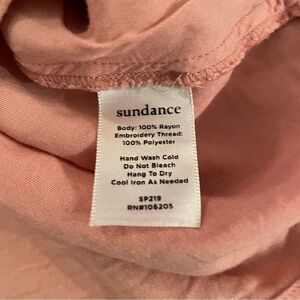 sundance
Body: 100% Rayon
Embroidery Thread:
100% Polyester
Hand Wash Cold
Do Not Bleach
Hang To Dry
Cool Iron As Needed
SP219
RN#106205